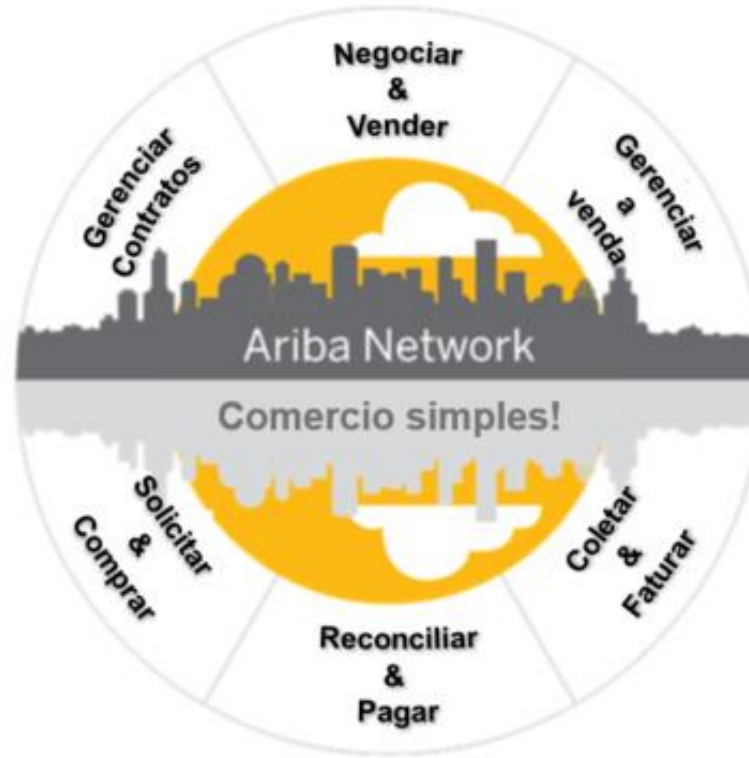 Negociar
&
Vender
Gerenciar
a
venda
Gerenciar
Contratos
Ariba Network
Comercio simples!
Solicitar
&
Comprar
Coletar
&
Faturar
Reconciliar
&
Pagar